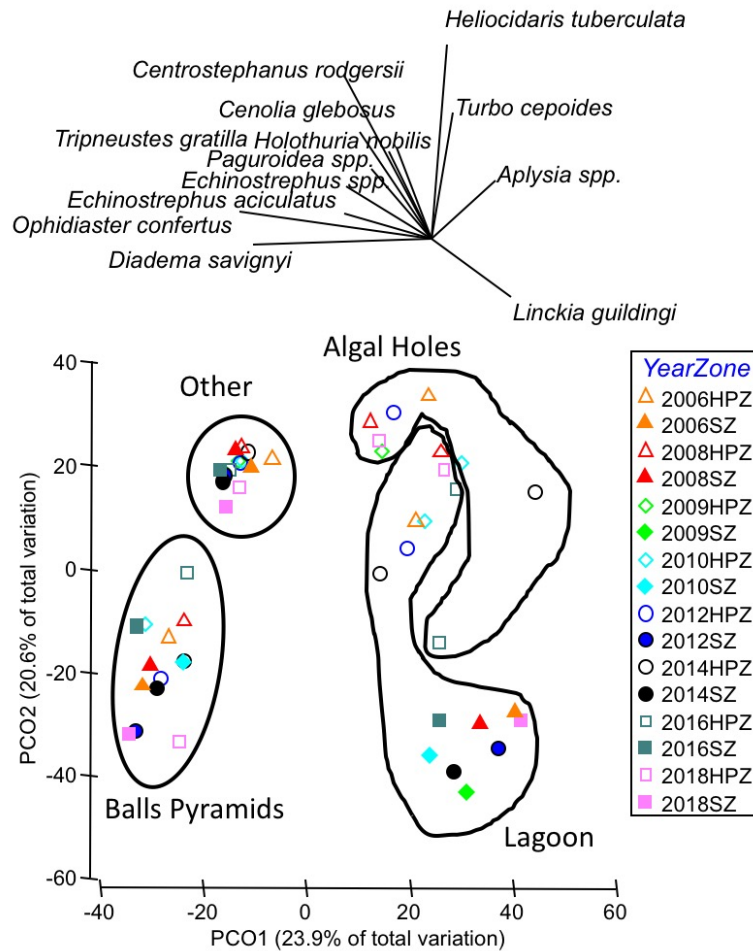 Heliocidaris tuberculata
Centrostephanus rodgersii
Cenolia glebosus
Turbo cepoides
Tripneustes gratilla
Holothuria nobilis
Paguroidea spp.
Echinostrephus spp.
Aplysia spp.
Echinostrephus aciculatus
Ophidiaster confertus
Diadema savignyi
Linckia guildingi
Algal Holes
Other
Balls Pyramids
Lagoon
40
20
0
-20
-40
-60
PCO2 (20.6% of total variation)
-40
-20
0
20
40
60
PCO1 (23.9% of total variation)
YearZone
2006HPZ
2006SZ
2008HPZ
2008SZ
2009HPZ
2009SZ
2010HPZ
2010SZ
2012HPZ
2012SZ
2014HPZ
2014SZ
2016HPZ
2016SZ
2018HPZ
2018SZ